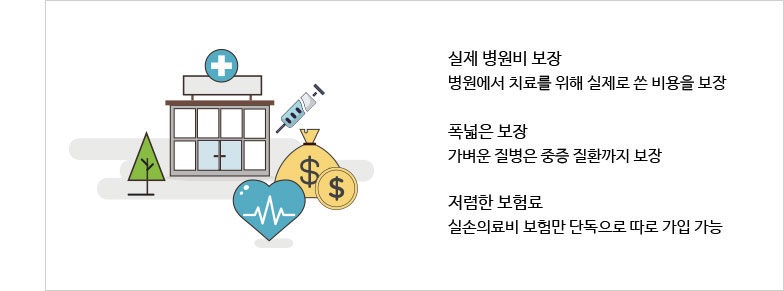 실제 병원비 보장
병원에서 치료를 위해 실제로 쓴 비용을 보장
폭넓은 보장
가벼운 질병은 중증 질환까지 보장
저렴한 보험료
실손의료비 보험만 단독으로 따로 가입 가능
$
$